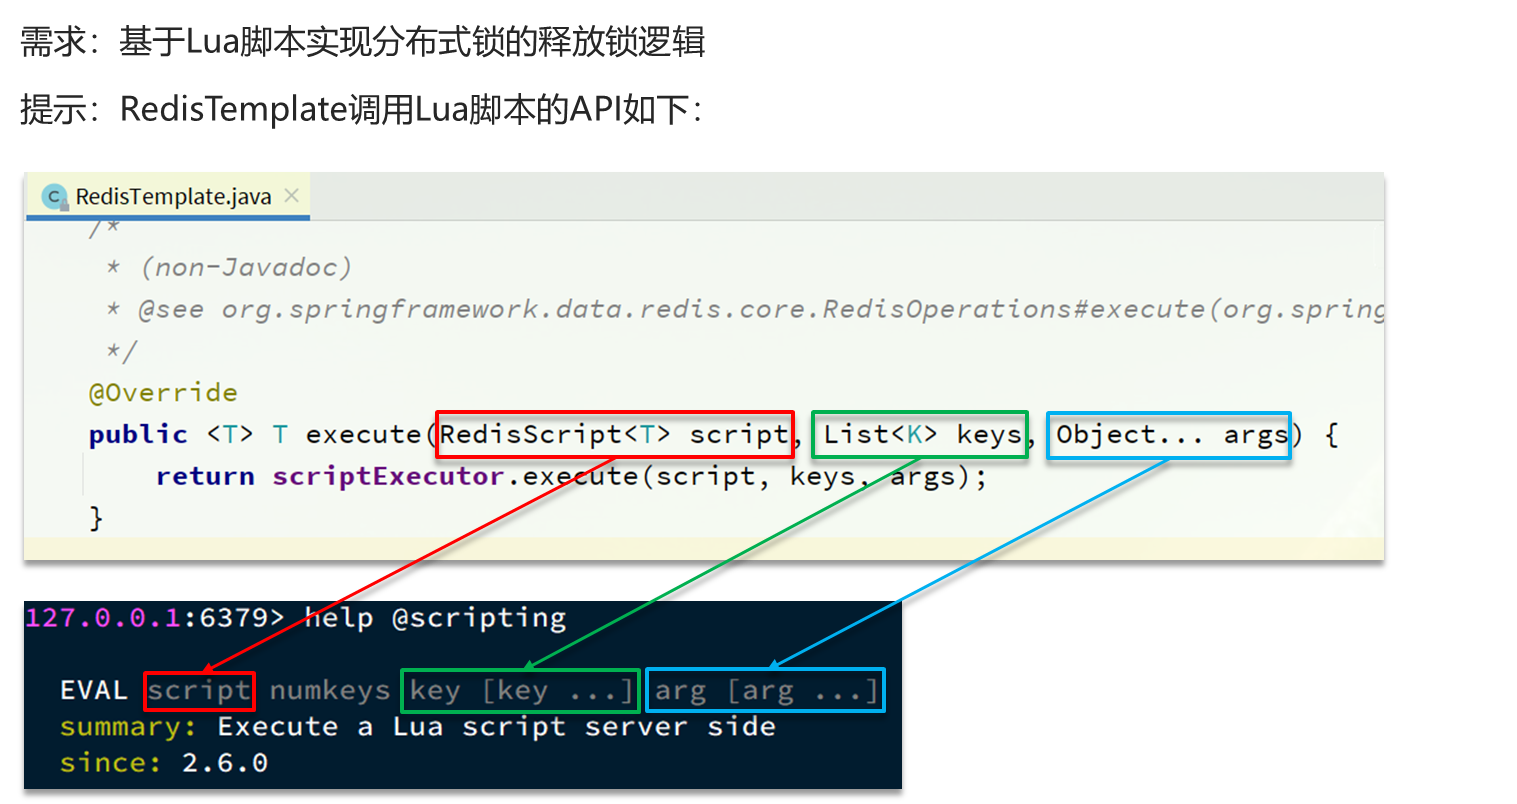 需求：基于Lua脚本实现分布式锁的释放锁逻辑
提示：RedisTemplate调用Lua脚本的API如下：
RedisTemplate.java
/*
* (non-Javadoc)
* @see org.springframework.data.redis.core.RedisOperations#execute(org.spring
*/
@Override
public <T> T execute(RedisScript<T> script, List<K> keys, Object... args) {
return scriptExecutor.execute(script, keys, args);
}
127.0.0.1:6379> help @scripting
EVAL script numkeys key [key ...] arg [arg ...]
summary: Execute a Lua script server side
since: 2.6.0